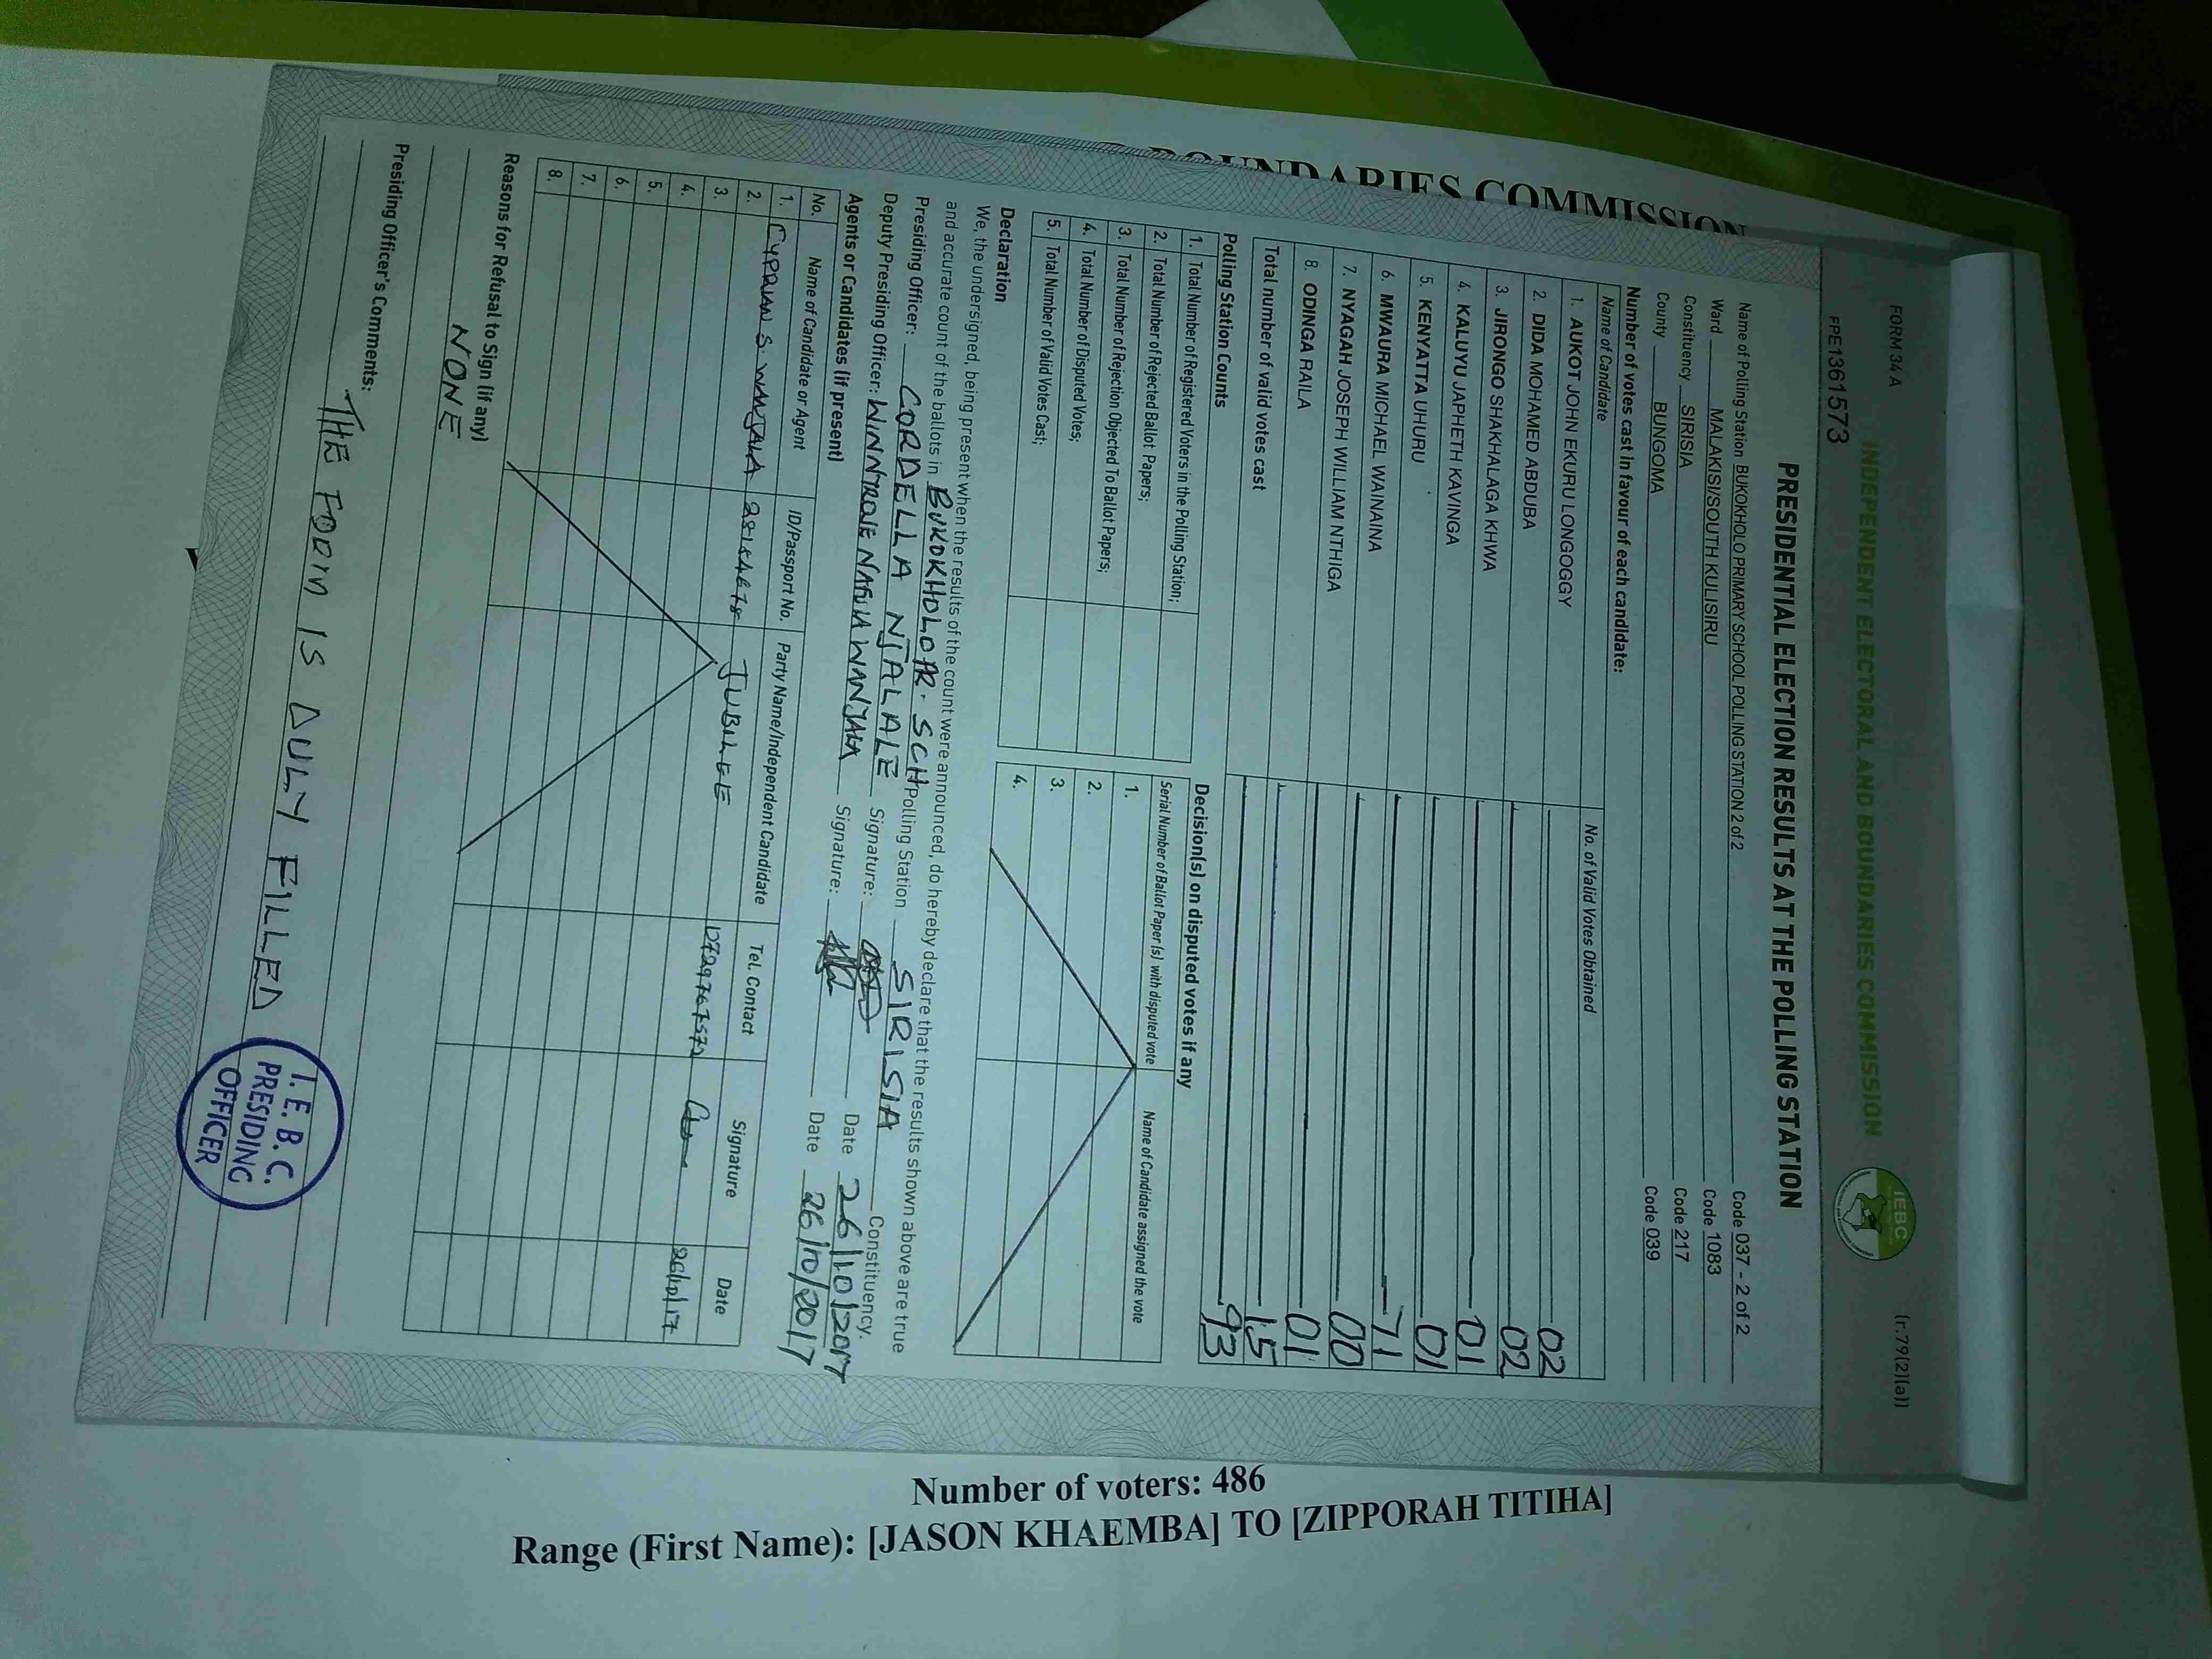 BOUNDARIES COMMISSION
FORM 34 A
(r.79(2)(a))
INDEPENDENT ELECTORAL AND BOUNDARIES COMMISSION
IEBC
FPE1361573
PRESIDENTIAL ELECTION RESULTS AT THE POLLING STATION
Name of Polling Station BUKOKHOLO PRIMARY SCHOOL POLLING STATION 2 of 2 Code 037 - 2 of 2
Ward MALAKISI/SOUTH KULISIRU Code 1083
Constituency SIRISIA Code 217
County BUNGOMA Code 039
Number of votes cast in favour of each candidate:
Name of Candidate No. of Valid Votes Obtained
1. AUKOT JOHN EKURU LONGOGGY 02
2. DIDA MOHAMED ABDUBA 02
3. JIRONGO SHAKHALAGA KHWA 01
4. KALUYU JAPHETH KAVINGA 01
5. KENYATTA UHURU 71
6. MWAURA MICHAEL WAINAINA 00
7. NYAGAH JOSEPH WILLIAM NTHIGA 01
8. ODINGA RAILA 15
Total number of valid votes cast 93
Polling Station Counts
1. Total Number of Registered Voters in the Polling Station;
2. Total Number of Rejected Ballot Papers;
3. Total Number of Rejection Objected To Ballot Papers;
4. Total Number of Disputed Votes;
5. Total Number of Valid Votes Cast;
Decision(s) on disputed votes if any
Serial Number of Ballot Paper (s) with disputed vote Name of Candidate assigned the vote
1.
2.
3.
4.
Declaration
We, the undersigned, being present when the results of the count were announced, do hereby declare that the results shown above are true
and accurate count of the ballots in BUKOKHOLO PR. SCH Polling Station SIRISIA Constituency.
Presiding Officer: CORDELLA NJALALE Signature: Date 26/10/2017
Deputy Presiding Officer: WINNTROSE WANJALA Signature: Date 26/10/2017
Agents or Candidates (if present)
No. Name of Candidate or Agent ID/Passport No. Party Name/Independent Candidate Tel. Contact Signature Date
1. CYPRIAN S. WANJALA 28154678 JUBILEE 0729767572 26/10/17
2.
3.
4.
5.
6.
7.
8.
Reasons for Refusal to Sign (if any)
NONE
Presiding Officer's Comments:
THE FORM IS DULY FILLED
I.E.B.C.
PRESIDING
OFFICER
Number of voters: 486
Range (First Name): [JASON KHAEMBA] TO [ZIPPORAH TITIHA]